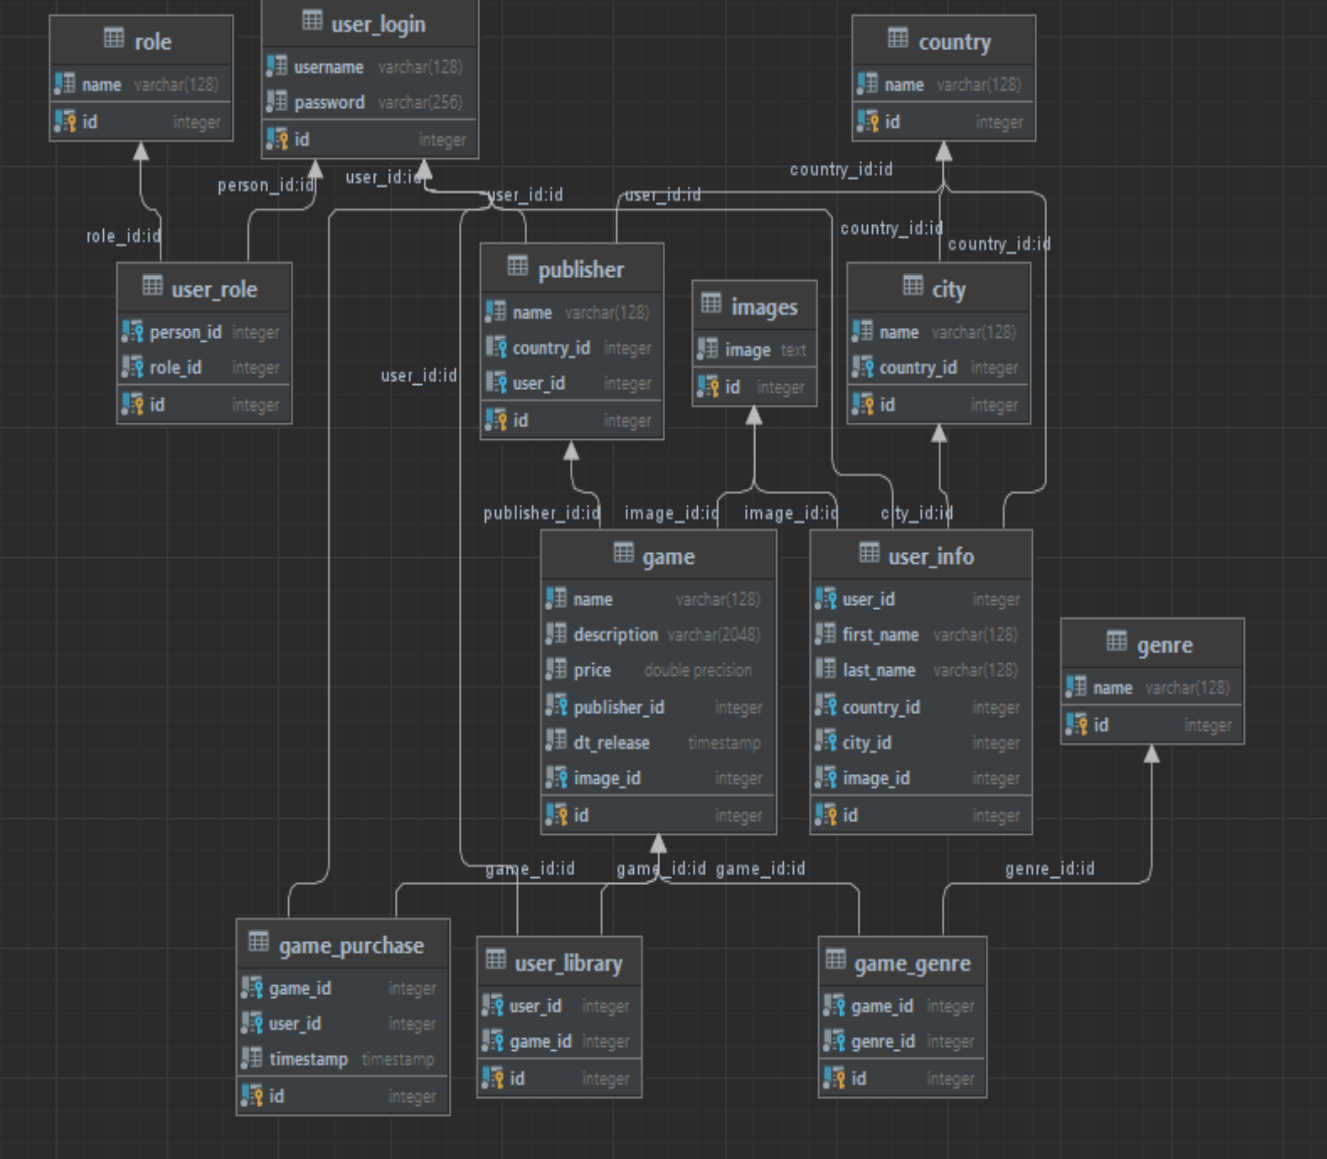 role
name varchar(128)
id integer
user_login
username varchar(128)
password varchar(256)
id integer
country
name varchar(128)
id integer
person_id:id
user_id:id
user_id:id
user_id:id
country_id:id
role_id:id
country_id:id
country_id:id
user_role
person_id integer
role_id integer
id integer
publisher
name varchar(128)
country_id integer
user_id integer
id integer
images
image text
id integer
city
name varchar(128)
country_id integer
id integer
user_id:id
publisher_id:id
image_id:id
image_id:id
city_id:id
game
name varchar(128)
description varchar(2048)
price double precision
publisher_id integer
dt_release timestamp
image_id integer
id integer
user_info
user_id integer
first_name varchar(128)
last_name varchar(128)
country_id integer
city_id integer
image_id integer
id integer
genre
name varchar(128)
id integer
game_id:id
game_id:id
game_id:id
genre_id:id
game_purchase
game_id integer
user_id integer
timestamp timestamp
id integer
user_library
user_id integer
game_id integer
id integer
game_genre
game_id integer
genre_id integer
id integer